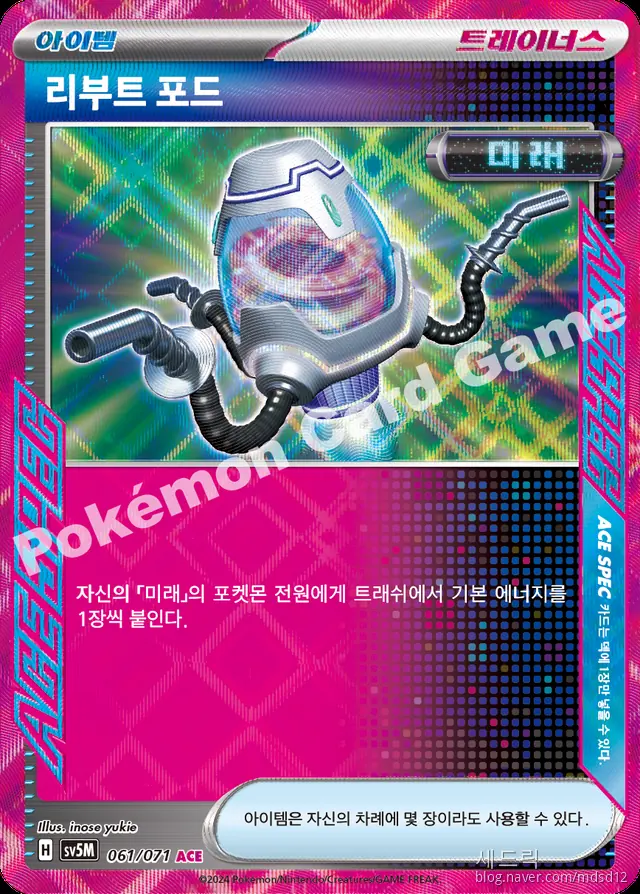 아이템
트레이너스
리부트 포드
미래
ACE SPEC
Pokémon Card Game
ACE SPEC
ACE SPEC 카드는 덱에 1장만 넣을 수 있다.
자신의 「미래」의 포켓몬 전원에게 트래쉬에서 기본 에너지를
1장씩 붙인다.
아이템은 자신의 차례에 몇 장이라도 사용할 수 있다.
Illus. inose yukie
H sv5M 061/071 ACE
©2024 Pokémon/Nintendo/Creatures/GAME FREAK.
세드릭
blog.naver.com/mdsd12